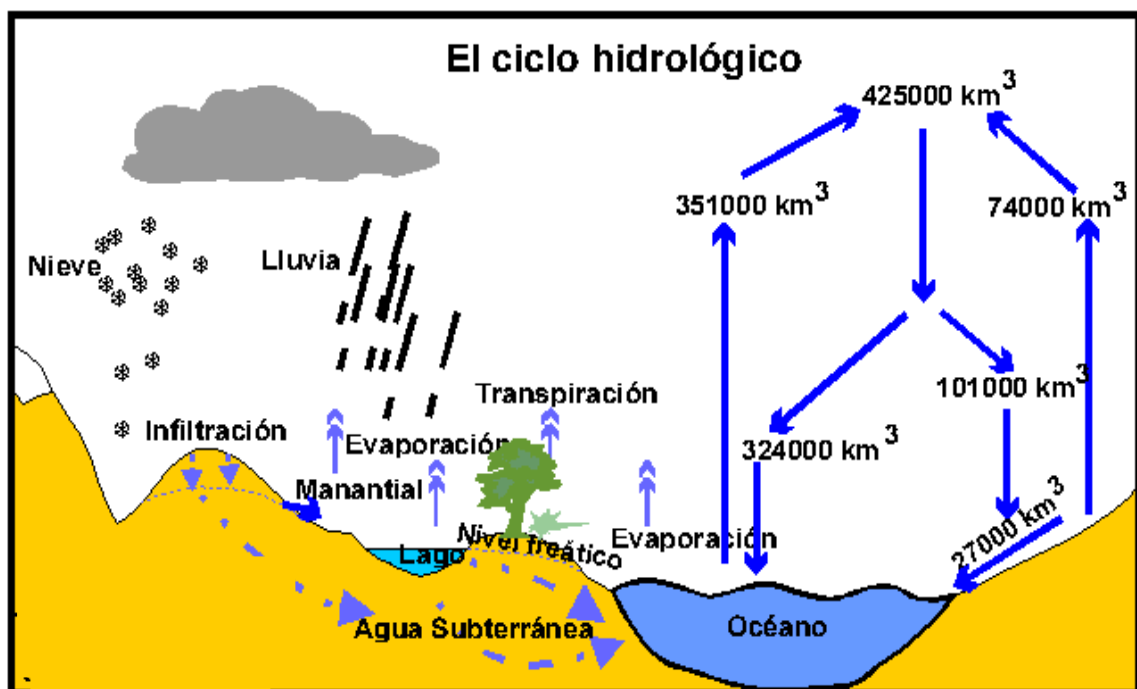 El ciclo hidrológico
425000 km³
351000 km³
74000 km³
Nieve
Lluvia
101000 km³
Transpiración
Infiltración
Evaporación
324000 km³
Manantial
27000 km³
Nivel freático
Evaporación
Lago
Agua Subterránea
Océano